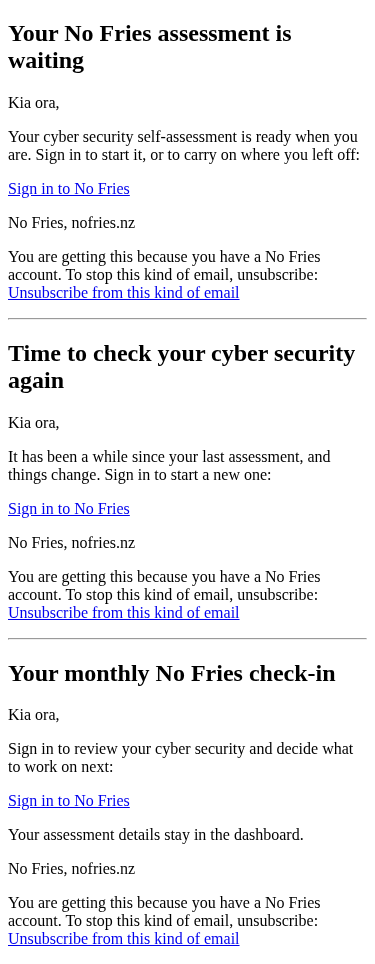 Your No Fries assessment is
waiting
Kia ora,
Your cyber security self-assessment is ready when you
are. Sign in to start it, or to carry on where you left off:
Sign in to No Fries
No Fries, nofries.nz
You are getting this because you have a No Fries
account. To stop this kind of email, unsubscribe:
Unsubscribe from this kind of email
Time to check your cyber security
again
Kia ora,
It has been a while since your last assessment, and
things change. Sign in to start a new one:
Sign in to No Fries
No Fries, nofries.nz
You are getting this because you have a No Fries
account. To stop this kind of email, unsubscribe:
Unsubscribe from this kind of email
Your monthly No Fries check-in
Kia ora,
Sign in to review your cyber security and decide what
to work on next:
Sign in to No Fries
Your assessment details stay in the dashboard.
No Fries, nofries.nz
You are getting this because you have a No Fries
account. To stop this kind of email, unsubscribe:
Unsubscribe from this kind of email